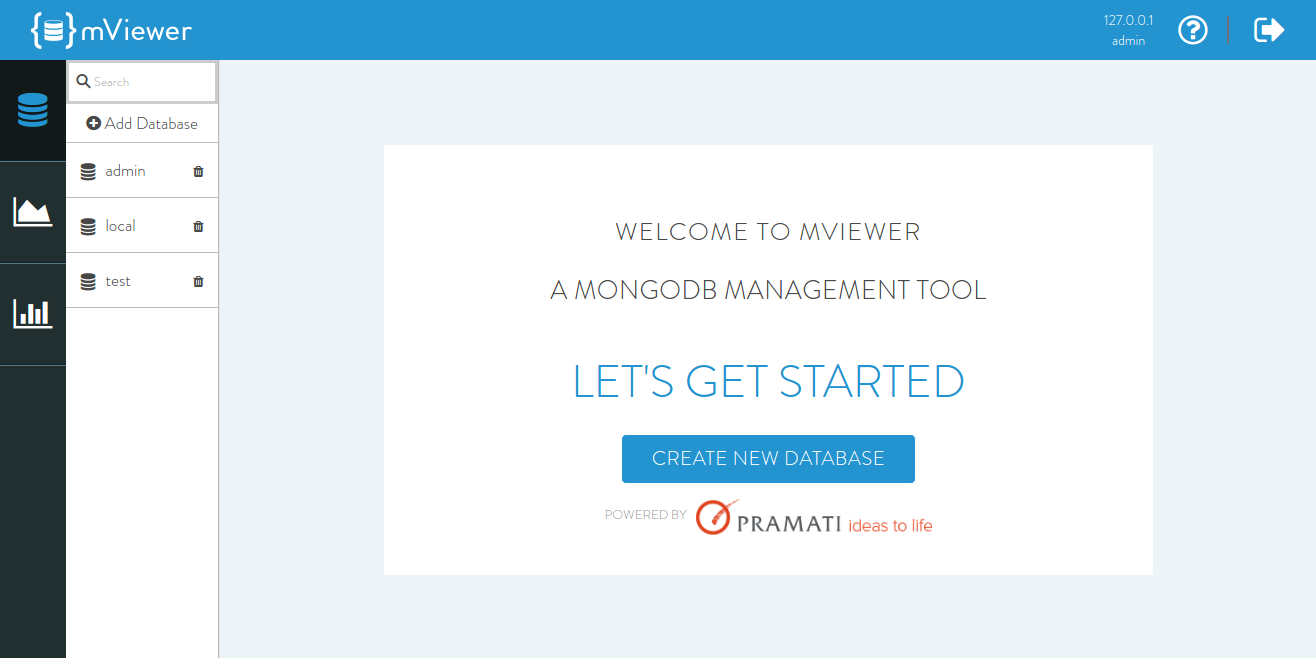 mViewer
127.0.0.1
admin
Search
Add Database
admin
local
test
WELCOME TO MVIEWER
A MONGODB MANAGEMENT TOOL
LET'S GET STARTED
CREATE NEW DATABASE
POWERED BY PRAMATI ideas to life